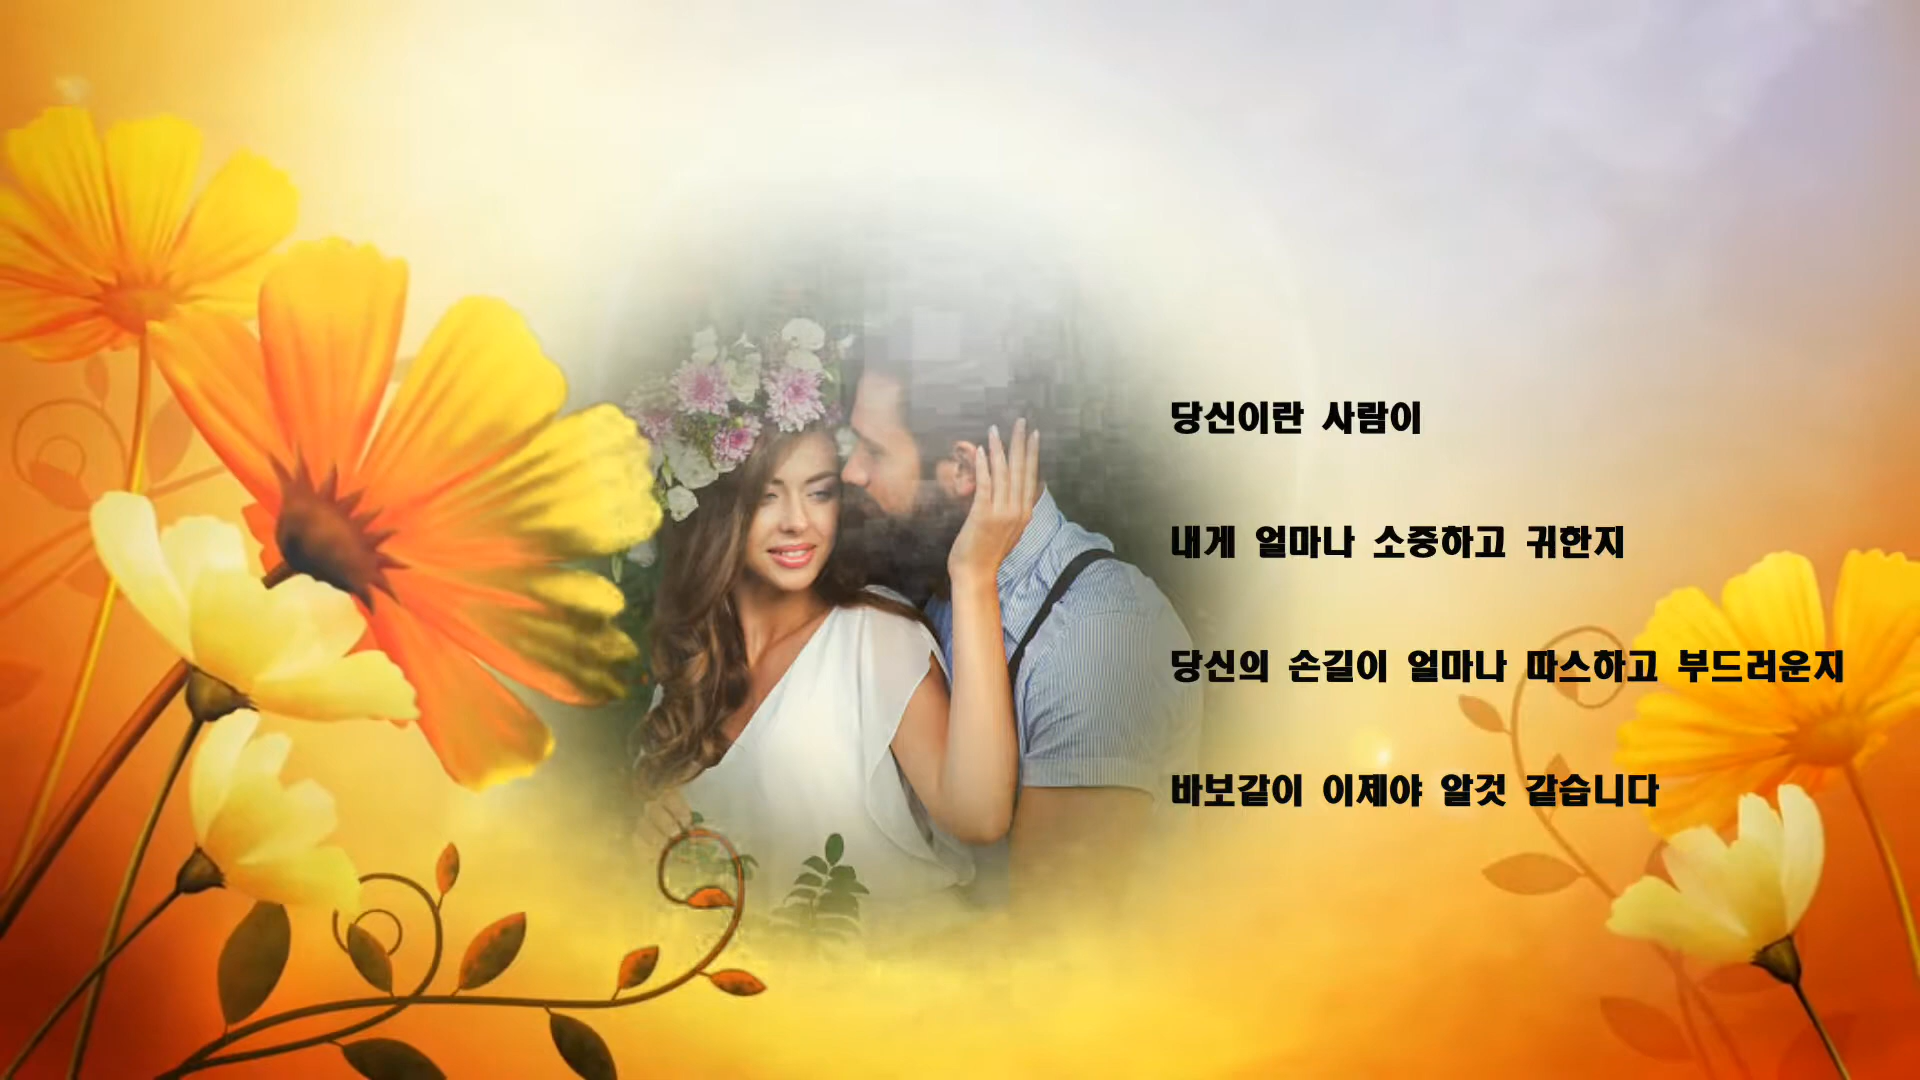 당신이란 사람이
내게 얼마나 소중하고 귀한지
당신의 손길이 얼마나 따스하고 부드러운지
바보같이 이제야 알것 같습니다